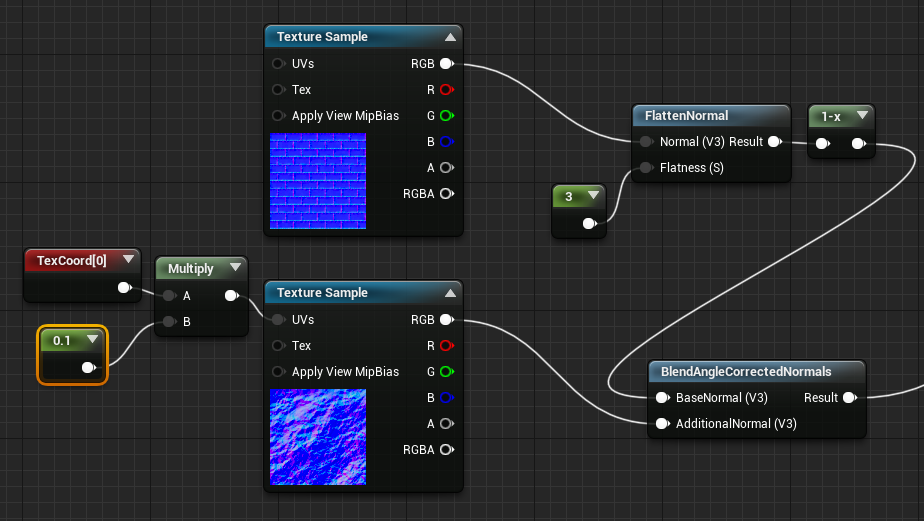 Texture Sample
UVs RGB
Tex R
Apply View MipBias G
B
A
RGBA
FlattenNormal
Normal (V3) Result
Flatness (S)
1-x
3
TexCoord[0]
Multiply
A
B
0.1
Texture Sample
UVs RGB
Tex R
Apply View MipBias G
B
A
RGBA
BlendAngleCorrectedNormals
BaseNormal (V3) Result
AdditionalNormal (V3)